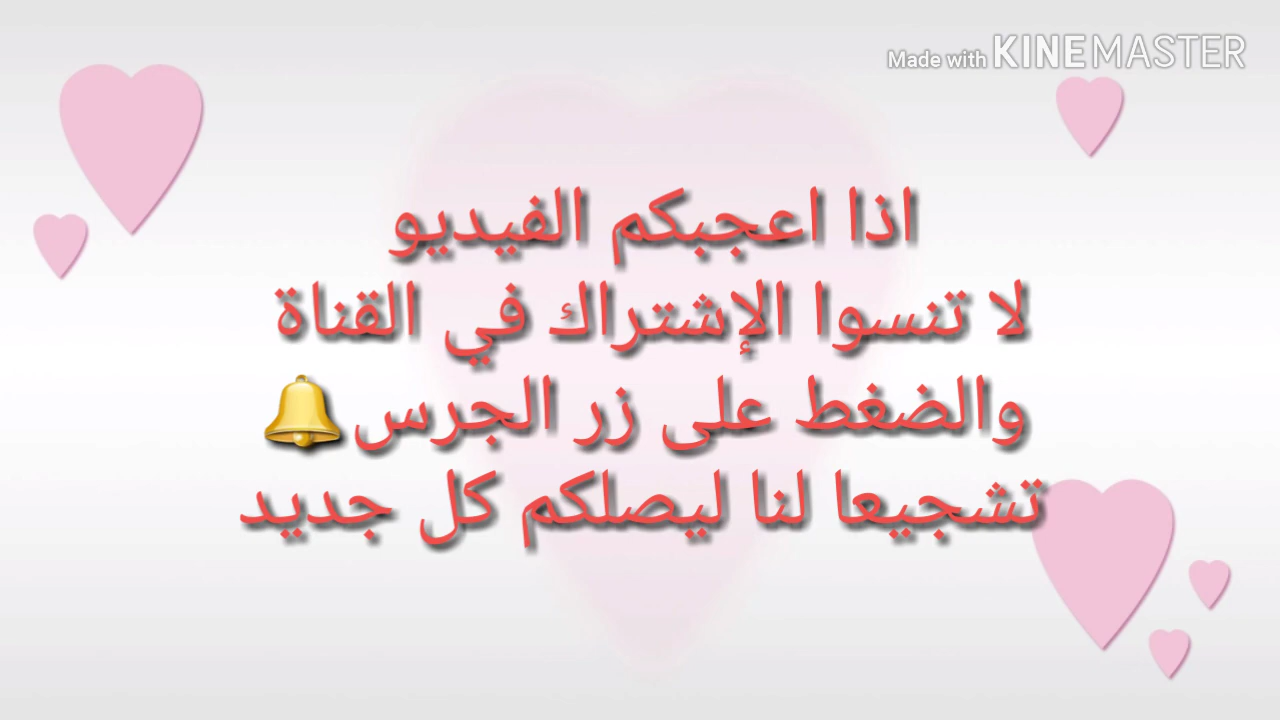 Made with KINEMASTER
اذا اعجبكم الفيديو
لا تنسوا الإشتراك في القناة
والضغط على زر الجرس🔔
تشجيعا لنا ليصلكم كل جديد